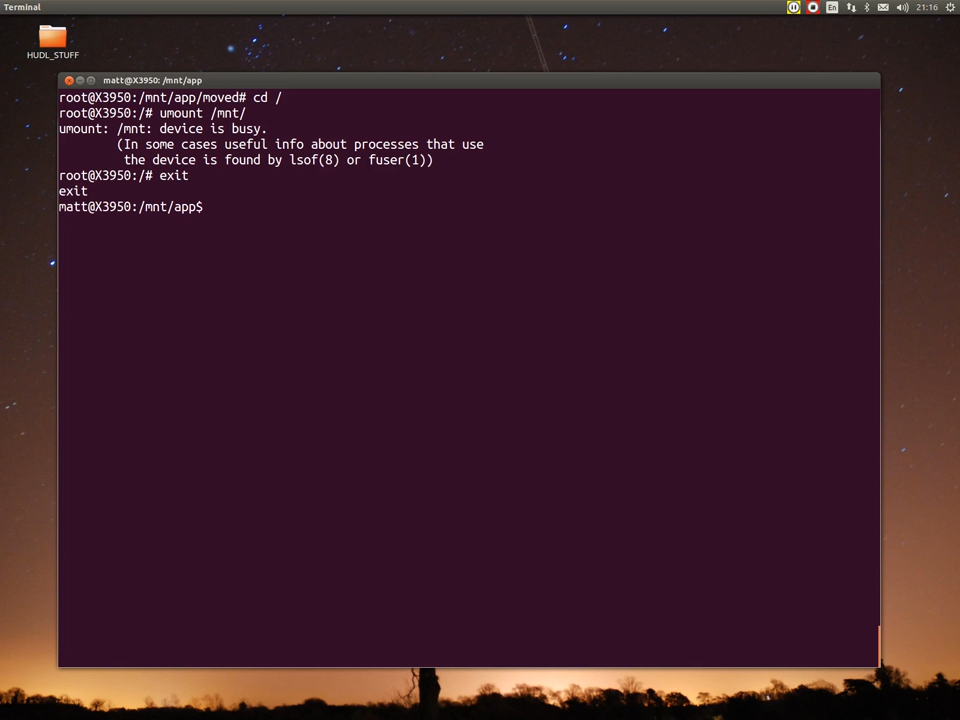 Terminal
En
21:16
HUDL_STUFF
matt@X3950: /mnt/app
root@X3950:/mnt/app/moved# cd /
root@X3950:/# umount /mnt/
umount: /mnt: device is busy.
(In some cases useful info about processes that use
the device is found by lsof(8) or fuser(1))
root@X3950:/# exit
exit
matt@X3950:/mnt/app$